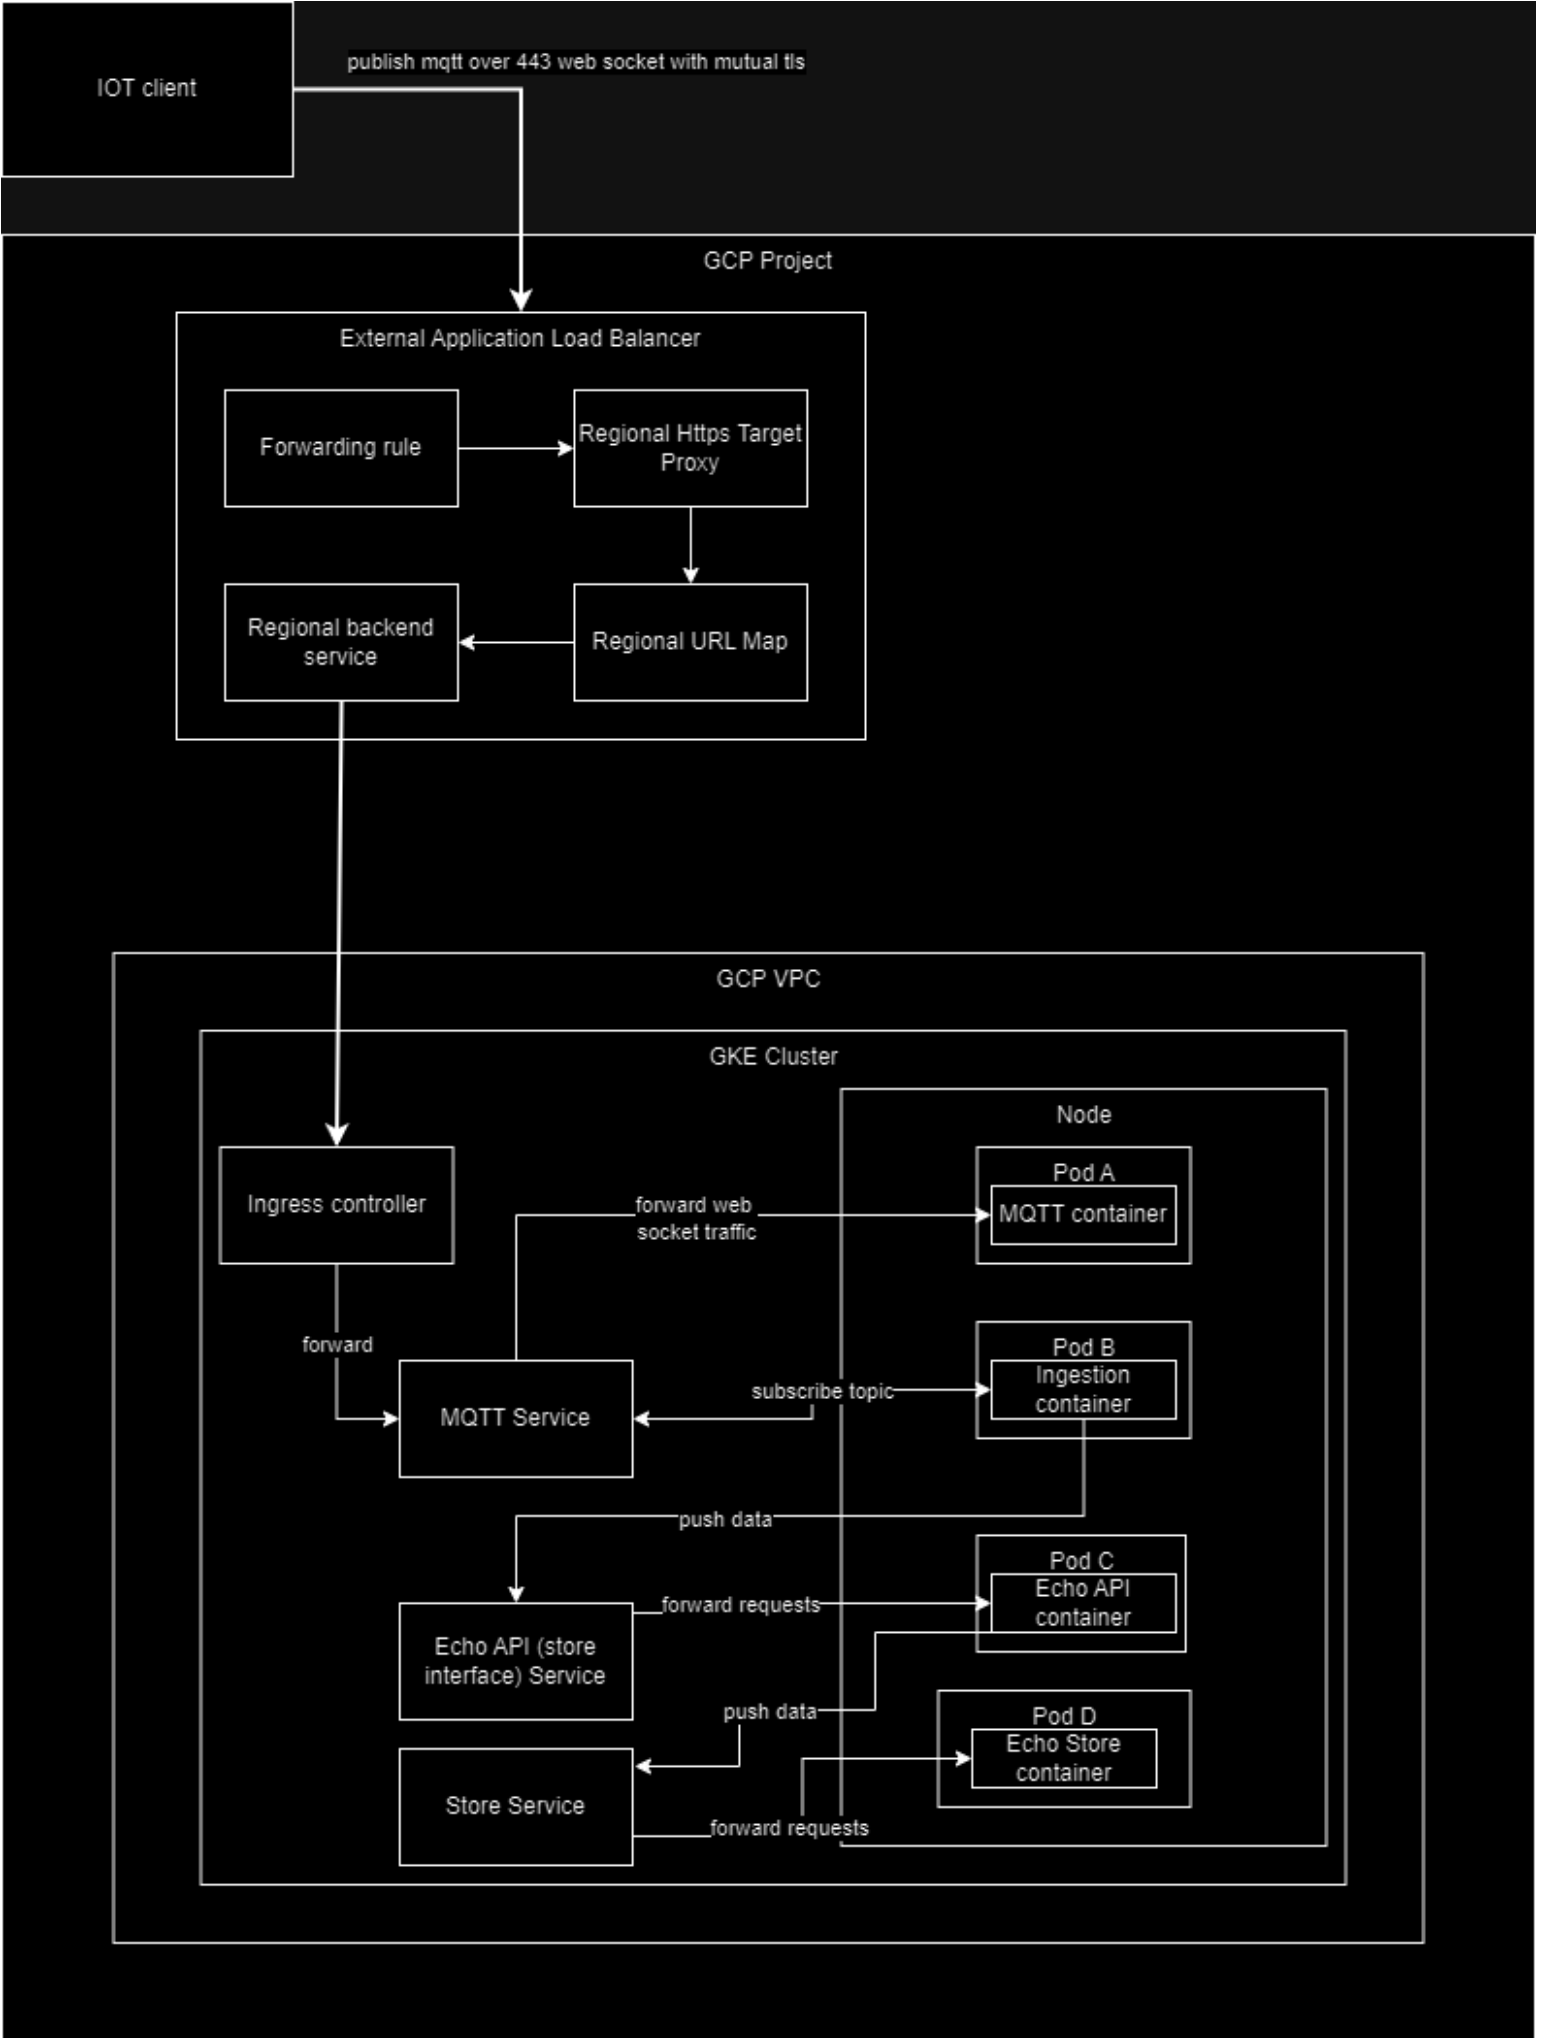 publish mqtt over 443 web socket with mutual tls
IOT client
GCP Project
External Application Load Balancer
Forwarding rule
Regional Https Target
Proxy
Regional backend
service
Regional URL Map
GCP VPC
GKE Cluster
Node
Pod A
MQTT container
Ingress controller
forward web
socket traffic
forward
Pod B
Ingestion
container
subscribe topic
MQTT Service
push data
Pod C
Echo API
container
forward requests
Echo API (store
interface) Service
push data
Pod D
Echo Store
container
Store Service
forward requests